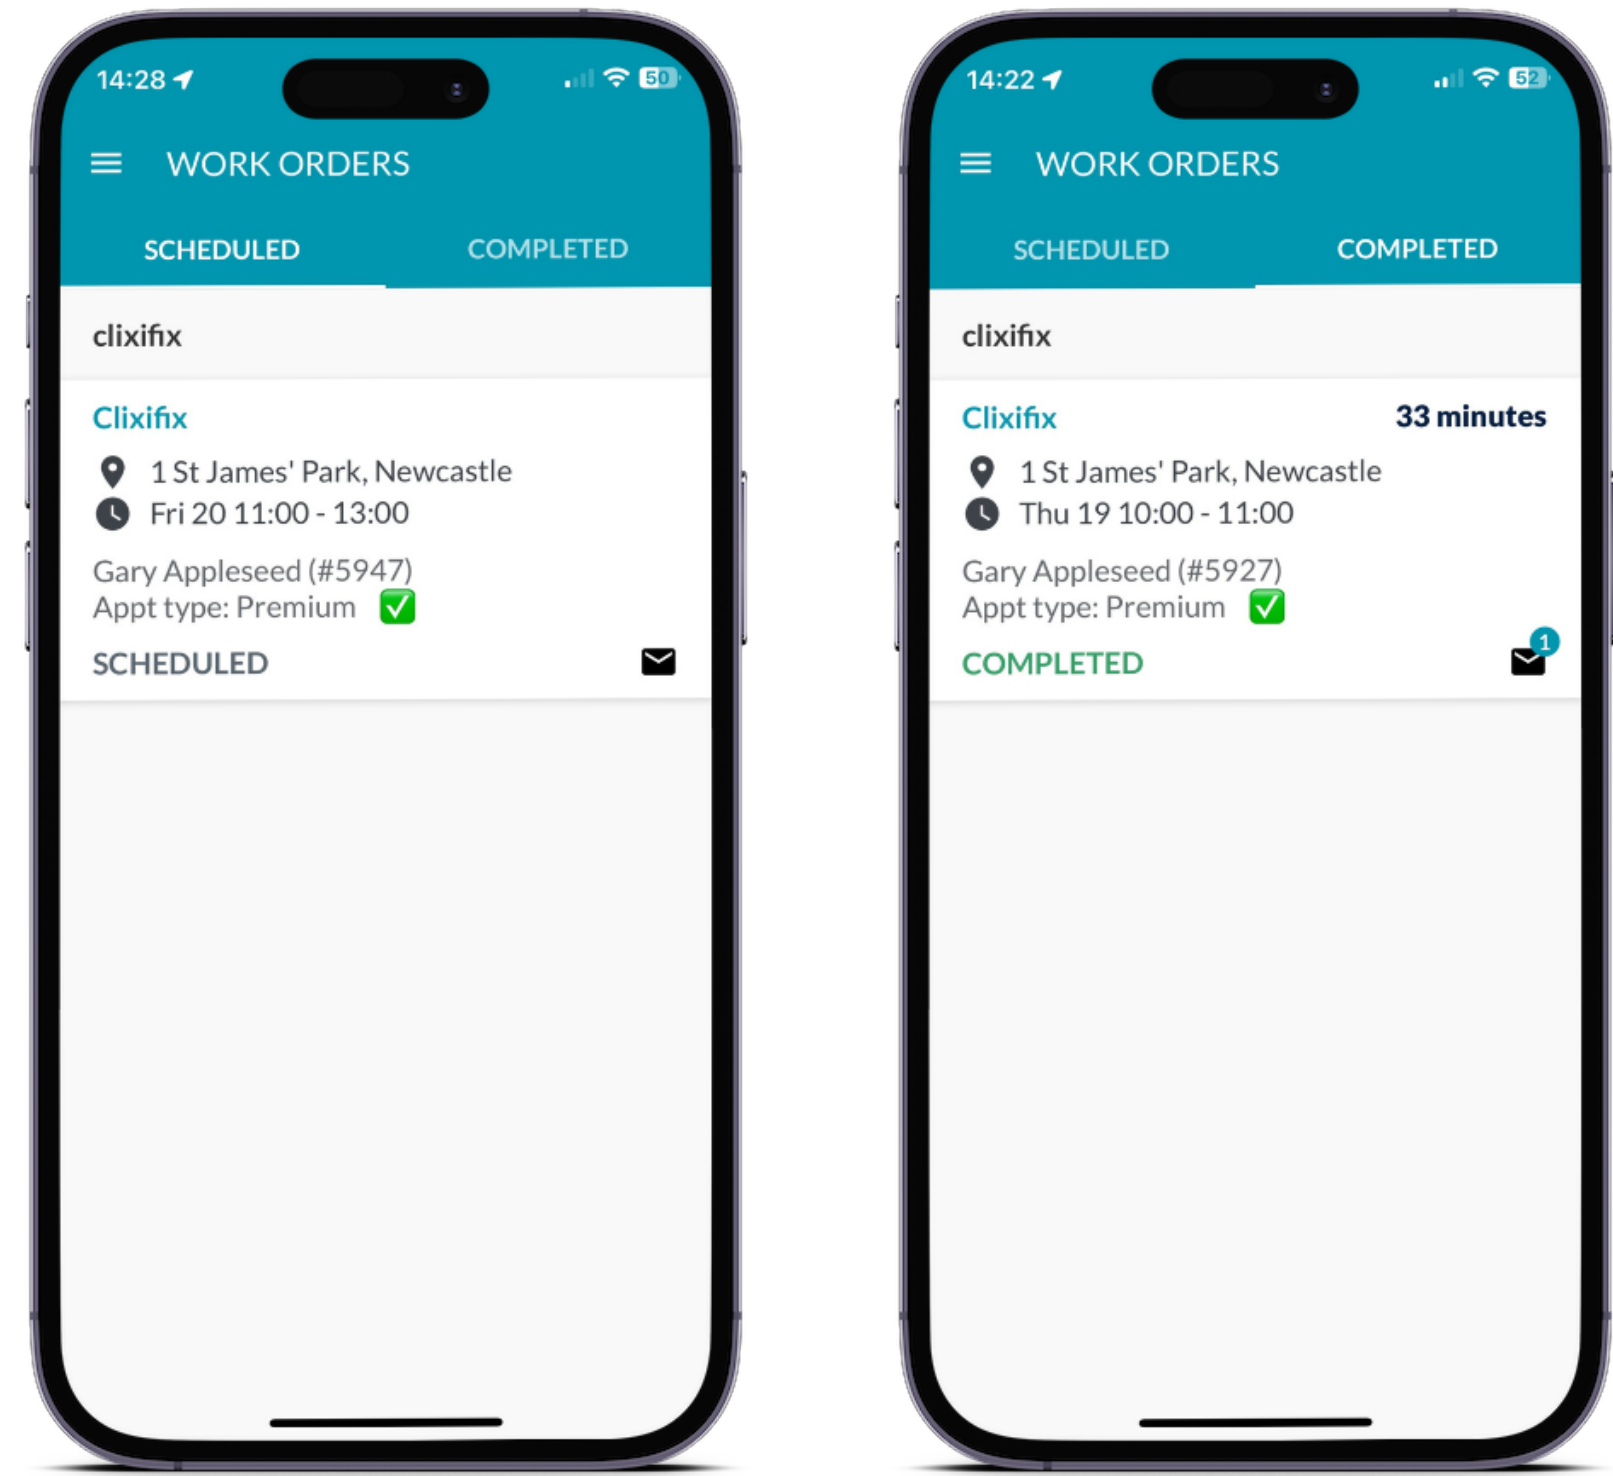 14:28
50
WORK ORDERS
SCHEDULED COMPLETED
clixifix
Clixifix
1 St James' Park, Newcastle
Fri 20 11:00 - 13:00
Gary Appleseed (#5947)
Appt type: Premium ✅
SCHEDULED
14:22
52
WORK ORDERS
SCHEDULED COMPLETED
clixifix
Clixifix 33 minutes
1 St James' Park, Newcastle
Thu 19 10:00 - 11:00
Gary Appleseed (#5927)
Appt type: Premium ✅
1
COMPLETED